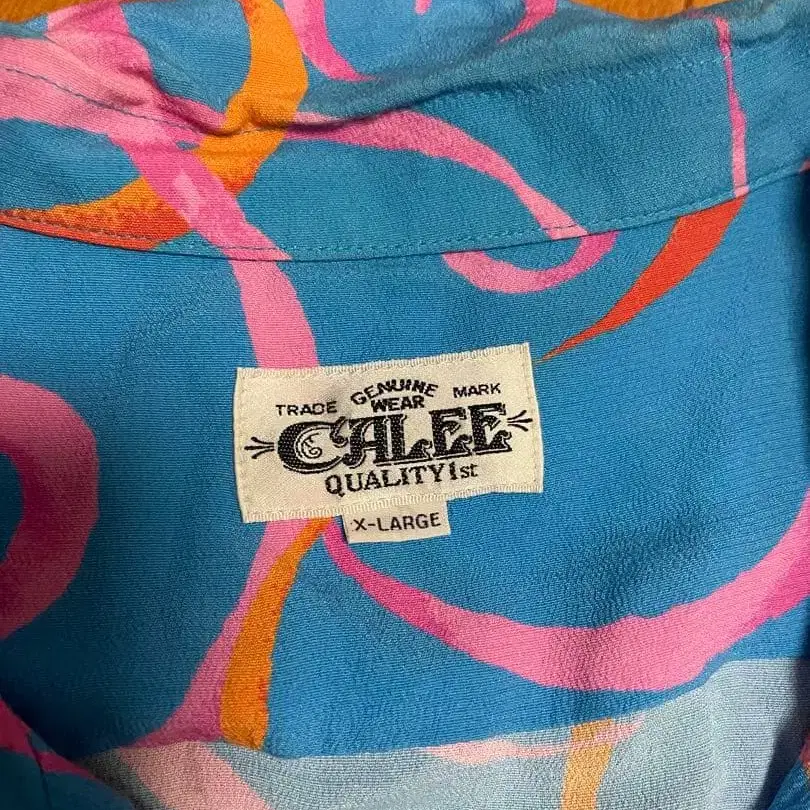 TRADE GENUINE MARK
WEAR
CALEE
QUALITY 1st
X-LARGE